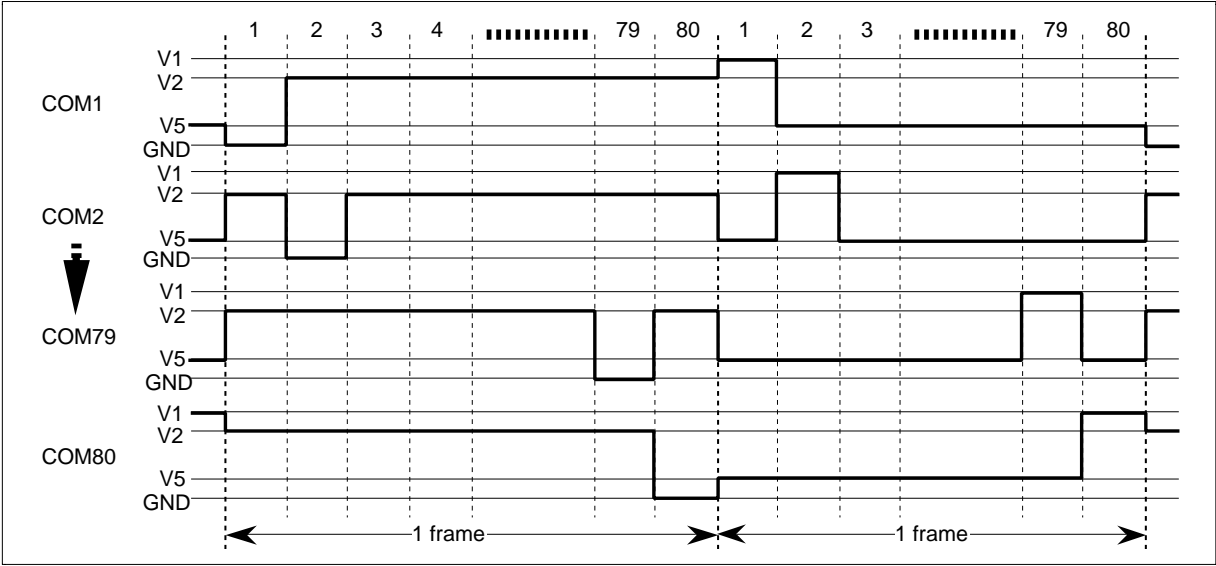 1 2 3 4 79 80 1 2 3 79 80
V1
V2
COM1
V5
GND
V1
V2
COM2
V5
GND
V1
V2
COM79
V5
GND
V1
V2
COM80
V5
GND
1 frame 1 frame